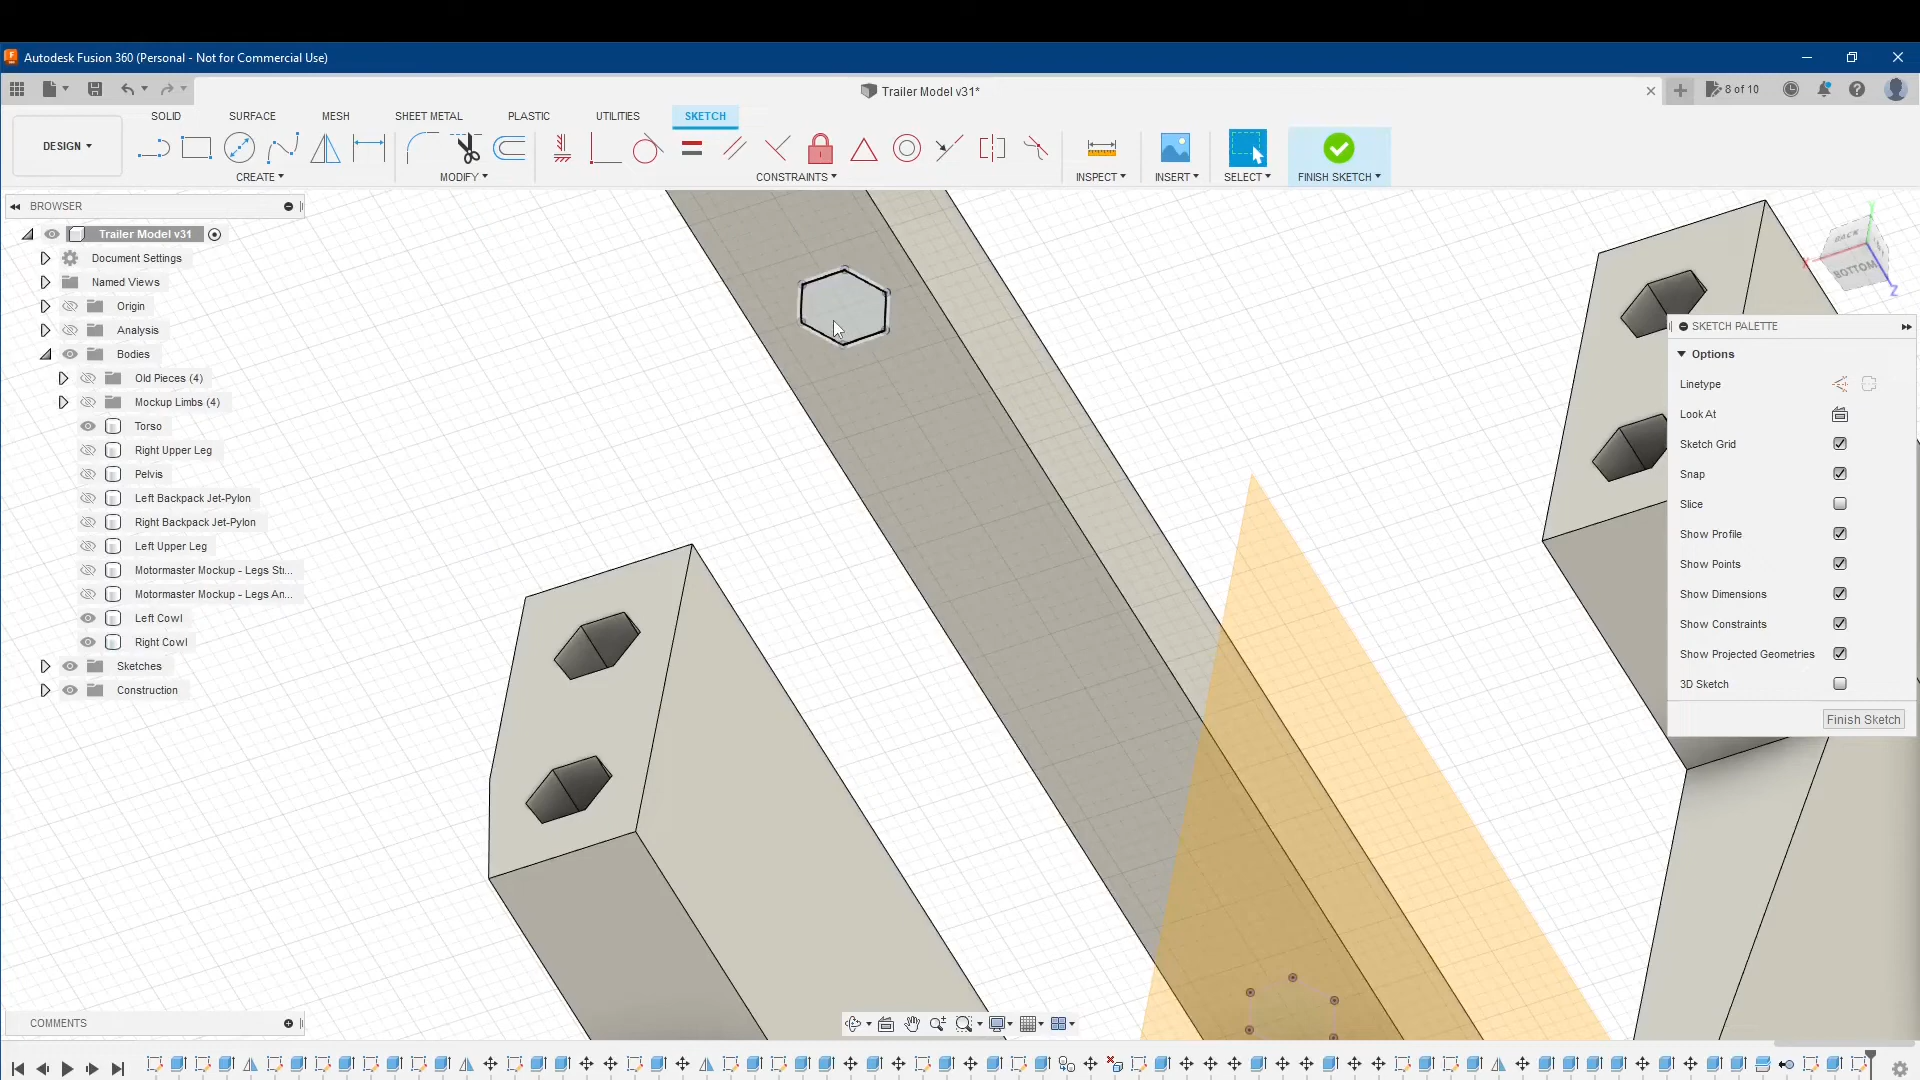 Autodesk Fusion 360 (Personal - Not for Commercial Use)
Trailer Model v31*
8 of 10
SOLID SURFACE MESH SHEET METAL PLASTIC UTILITIES SKETCH
DESIGN
CREATE MODIFY CONSTRAINTS INSPECT INSERT SELECT FINISH SKETCH
BROWSER
Trailer Model v31
Document Settings
Named Views
Origin
Analysis
Bodies
Old Pieces (4)
Mockup Limbs (4)
Torso
Right Upper Leg
Pelvis
Left Backpack Jet-Pylon
Right Backpack Jet-Pylon
Left Upper Leg
Motormaster Mockup - Legs Str...
Motormaster Mockup - Legs An...
Left Cowl
Right Cowl
Sketches
Construction
BACK
BOTTOM
X
Y
Z
SKETCH PALETTE
Options
Linetype
Look At
Sketch Grid
Snap
Slice
Show Profile
Show Points
Show Dimensions
Show Constraints
Show Projected Geometries
3D Sketch
Finish Sketch
COMMENTS